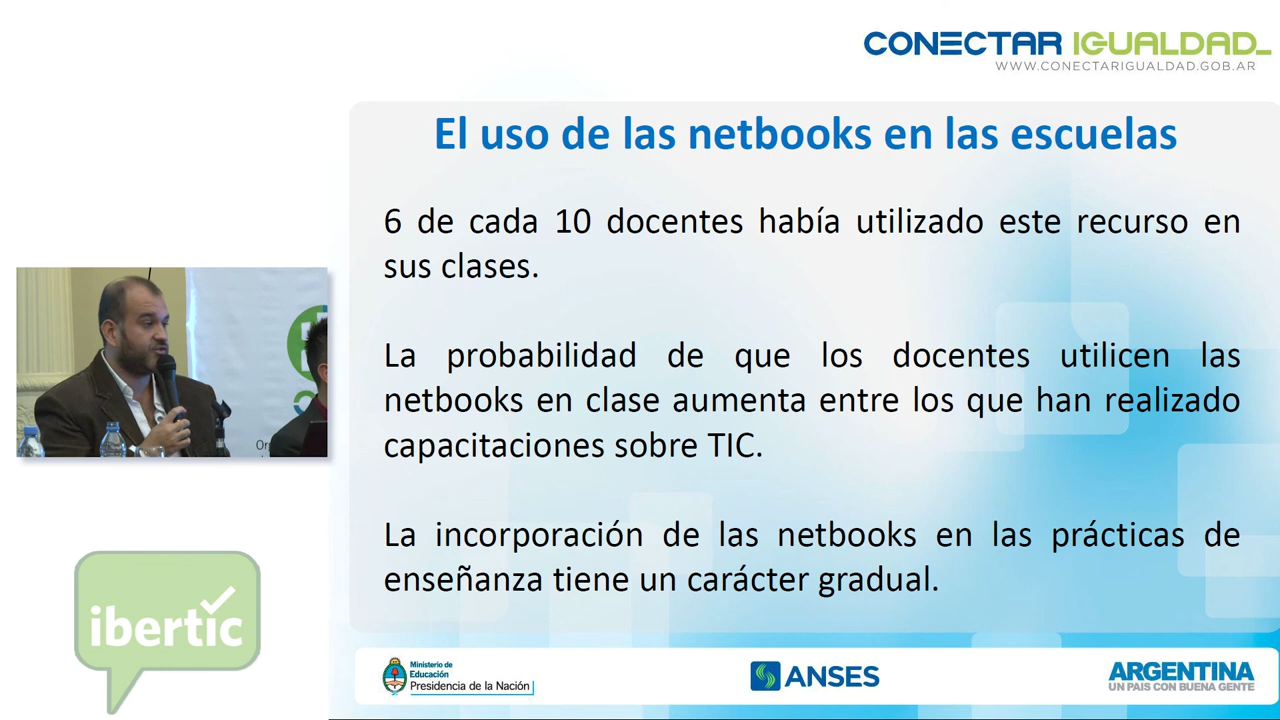 CONECTAR IGUALDAD_
WWW.CONECTARIGUALDAD.GOB.AR
El uso de las netbooks en las escuelas
6 de cada 10 docentes había utilizado este recurso en
sus clases.
La probabilidad de que los docentes utilicen las
netbooks en clase aumenta entre los que han realizado
capacitaciones sobre TIC.
La incorporación de las netbooks en las prácticas de
enseñanza tiene un carácter gradual.
ibertic
Ministerio de
Educación
Presidencia de la Nación
ANSES
ARGENTINA
UN PAIS CON BUENA GENTE